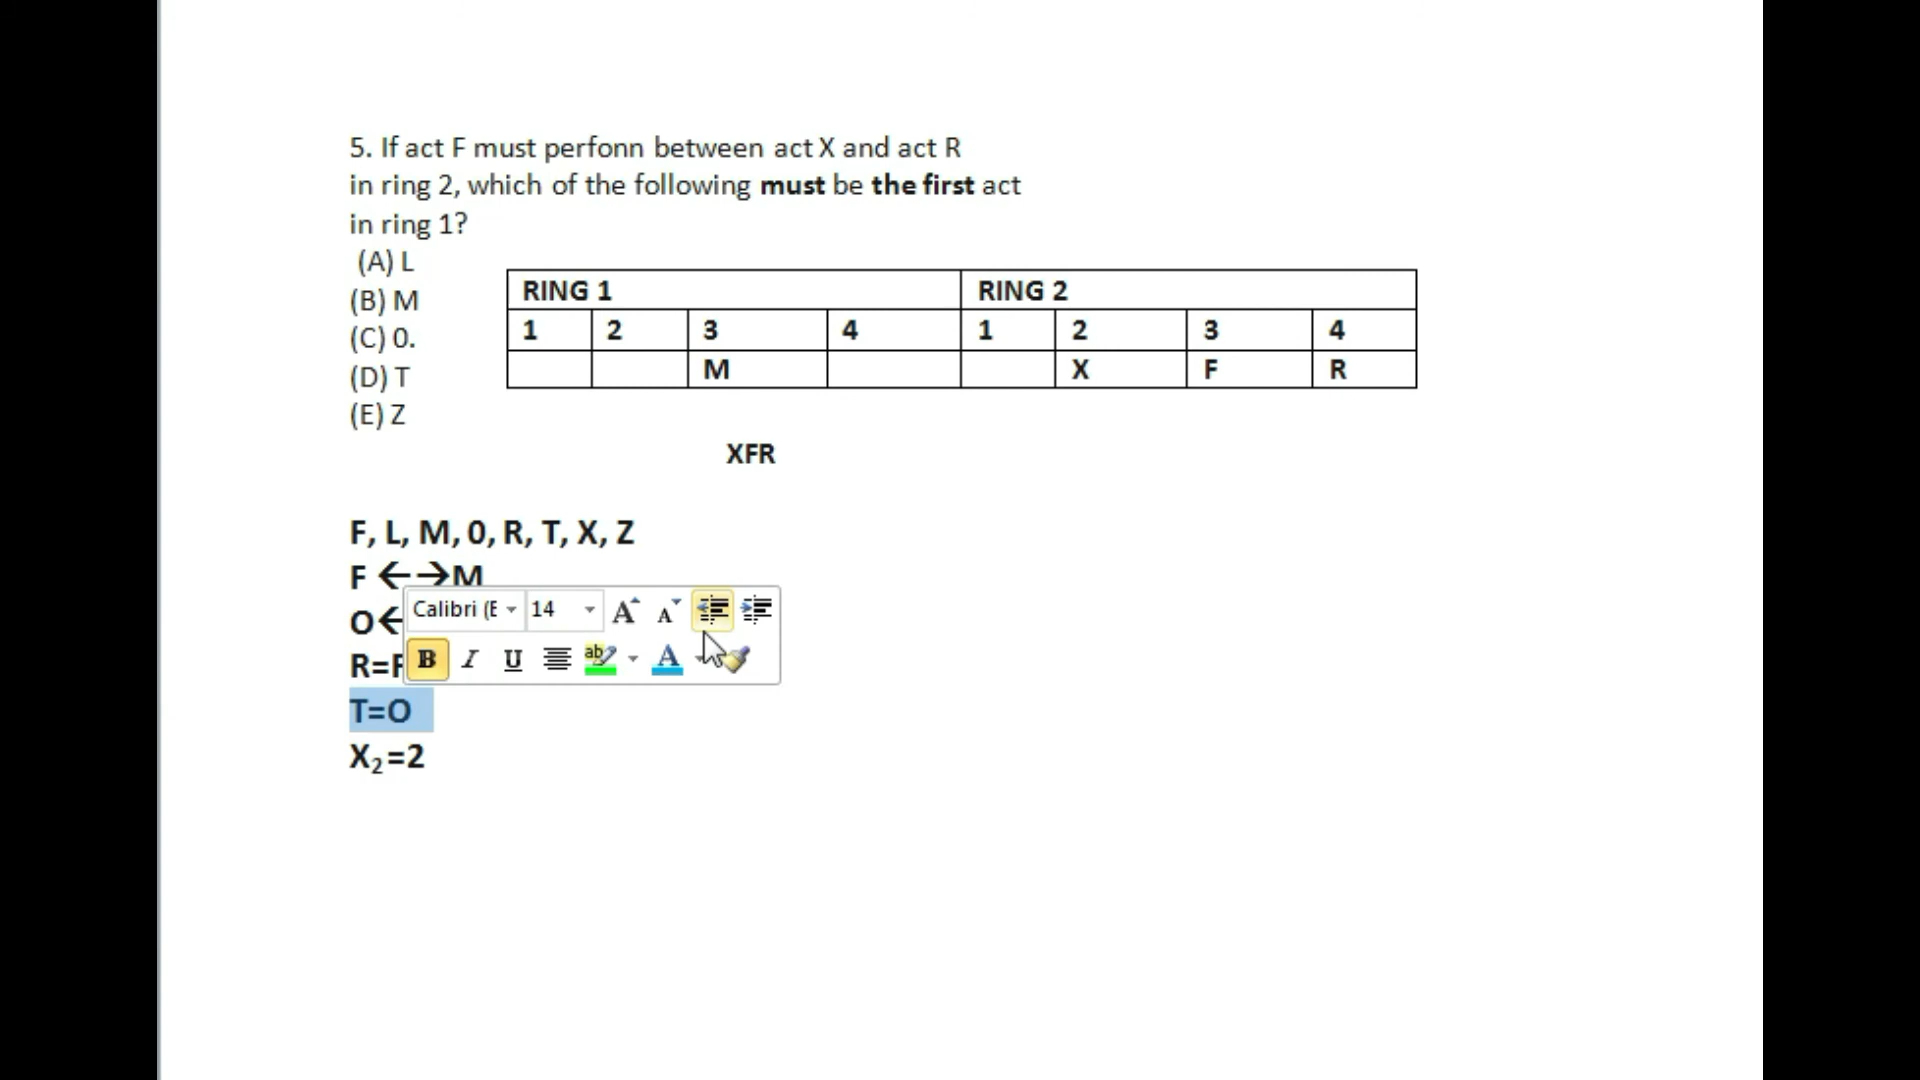 5. If act F must perfonn between act X and act R
in ring 2, which of the following must be the first act
in ring 1?
(A) L
(B) M
(C) 0.
(D) T
(E) Z
RING 1 RING 2
1 2 3 4 1 2 3 4
M X F R
XFR
F, L, M, 0, R, T, X, Z
F ←→M
O←
Calibri (E 14 A A
R=F B I U ab A
T=O
X₂=2